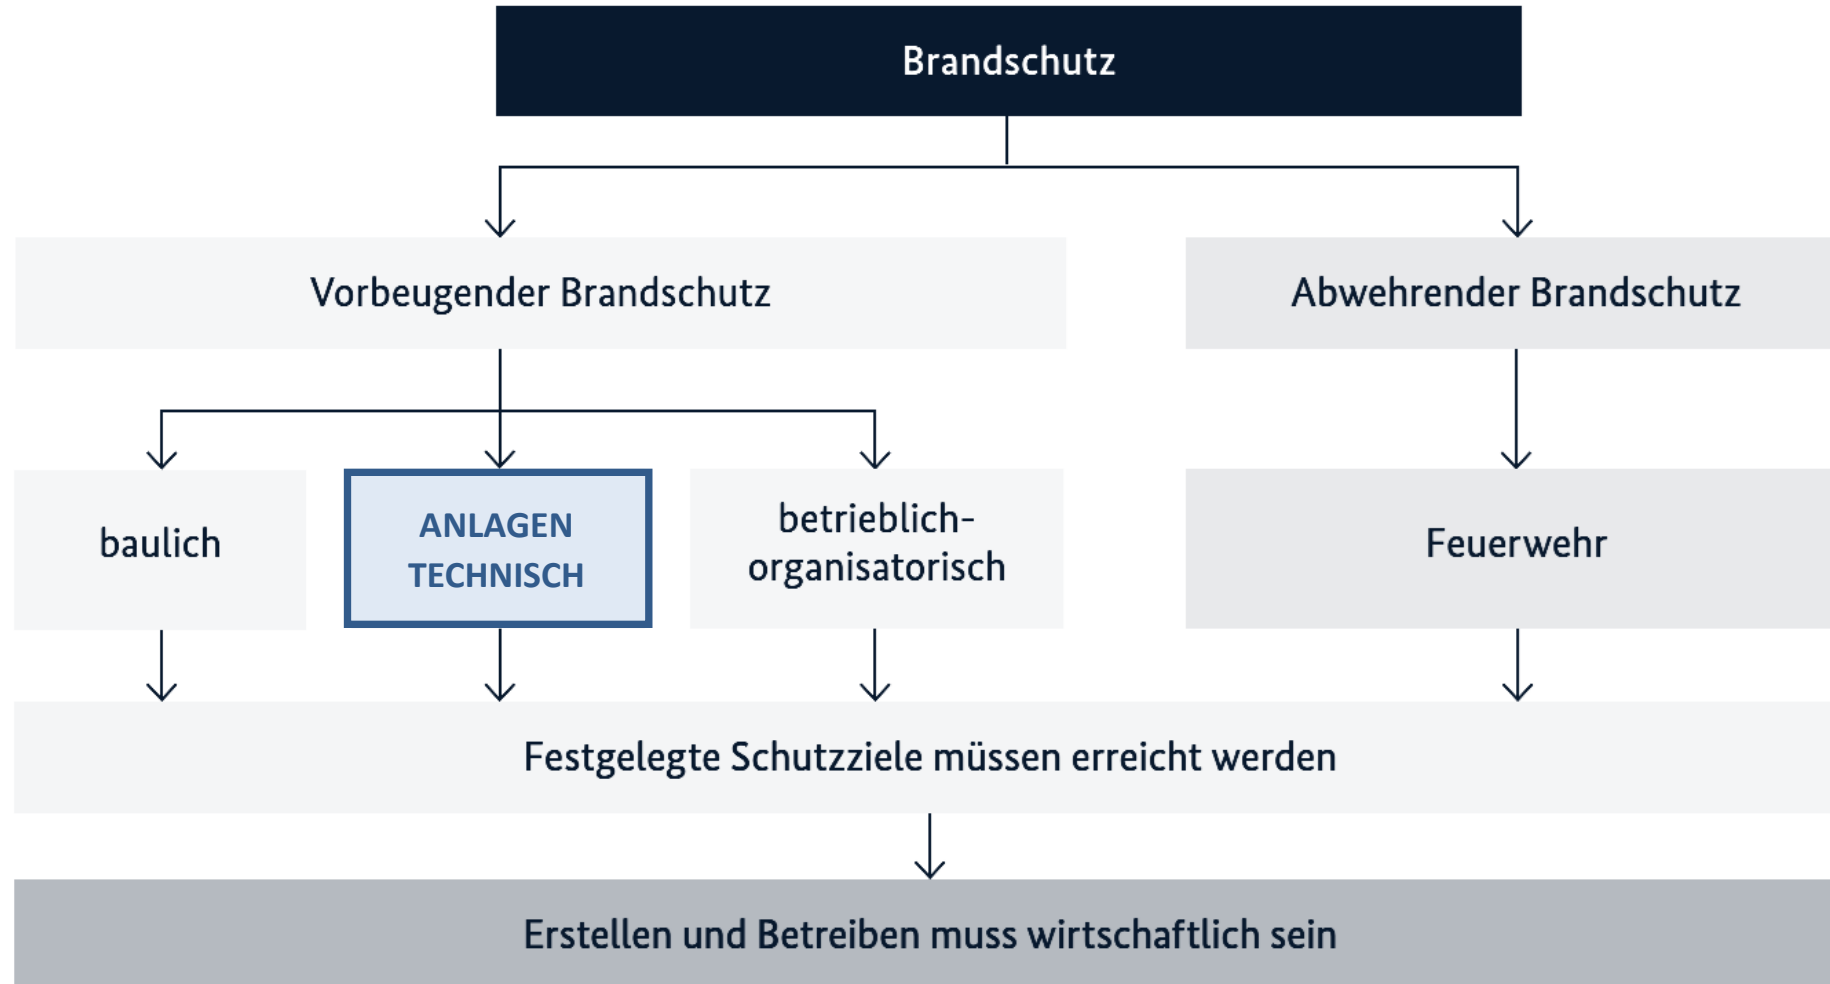 Brandschutz
Vorbeugender Brandschutz
Abwehrender Brandschutz
baulich
ANLAGEN
TECHNISCH
betrieblich-
organisatorisch
Feuerwehr
Festgelegte Schutzziele müssen erreicht werden
Erstellen und Betreiben muss wirtschaftlich sein